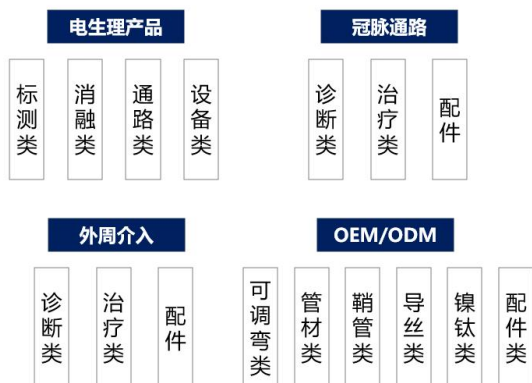 电生理产品
标测类
消融类
通路类
设备类
冠脉通路
诊断类
治疗类
配件
外周介入
诊断类
治疗类
配件
OEM/ODM
可调弯类
管材类
鞘管类
导丝类
镍钛类
配件类